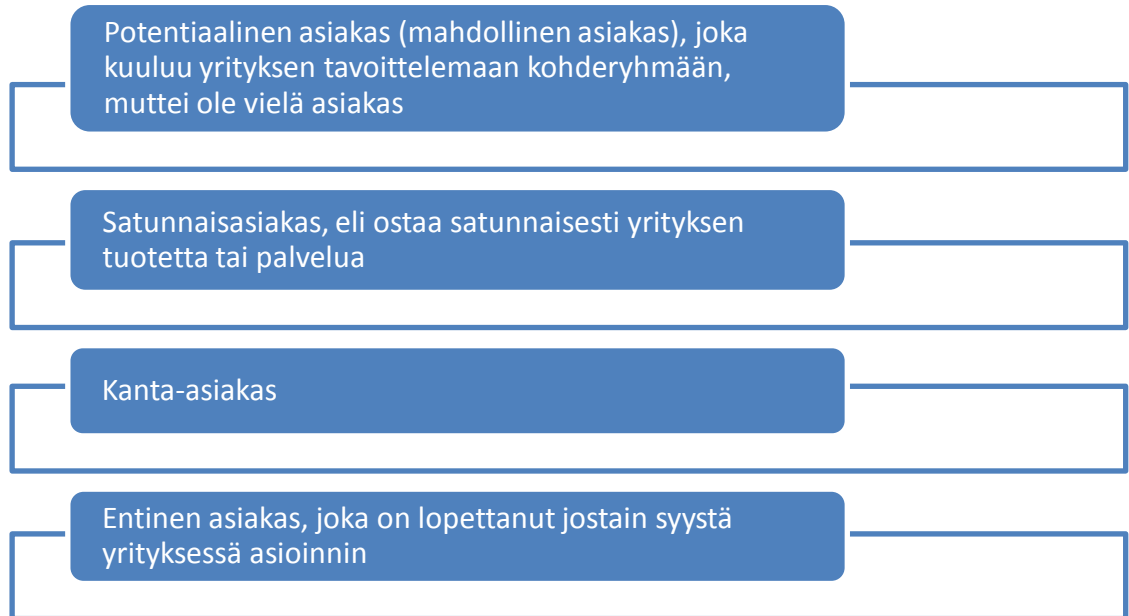 Potentiaalinen asiakas (mahdollinen asiakas), joka
kuuluu yrityksen tavoittelemaan kohderyhmään,
muttei ole vielä asiakas
Satunnaisasiakas, eli ostaa satunnaisesti yrityksen
tuotetta tai palvelua
Kanta-asiakas
Entinen asiakas, joka on lopettanut jostain syystä
yrityksessä asioinnin